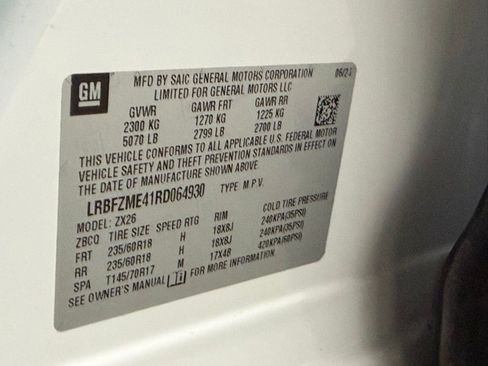 GM
MFD BY SAIC GENERAL MOTORS CORPORATION
LIMITED FOR GENERAL MOTORS LLC
GVWR GAWR FRT GAWR RR
2300 KG 1270 KG 1225 KG
5070 LB 2799 LB 2700 LB
THIS VEHICLE CONFORMS TO ALL APPLICABLE U.S. FEDERAL MOTOR
VEHICLE SAFETY AND THEFT PREVENTION STANDARDS IN EFFECT ON
THE DATE OF MANUFACTURE SHOWN ABOVE.
LRBFZME41RD064930 TYPE: M.P.V.
MODEL: ZX26
ZBCQ TIRE SIZE SPEED RTG RIM COLD TIRE PRESSURE
FRT 235/60R18 H 18X8J 240KPA(35PSI)
RR 235/60R18 H 18X8J 240KPA(35PSI)
SPA T145/70R17 M 17X4B 420KPA(60PSI)
SEE OWNER'S MANUAL FOR MORE INFORMATION.